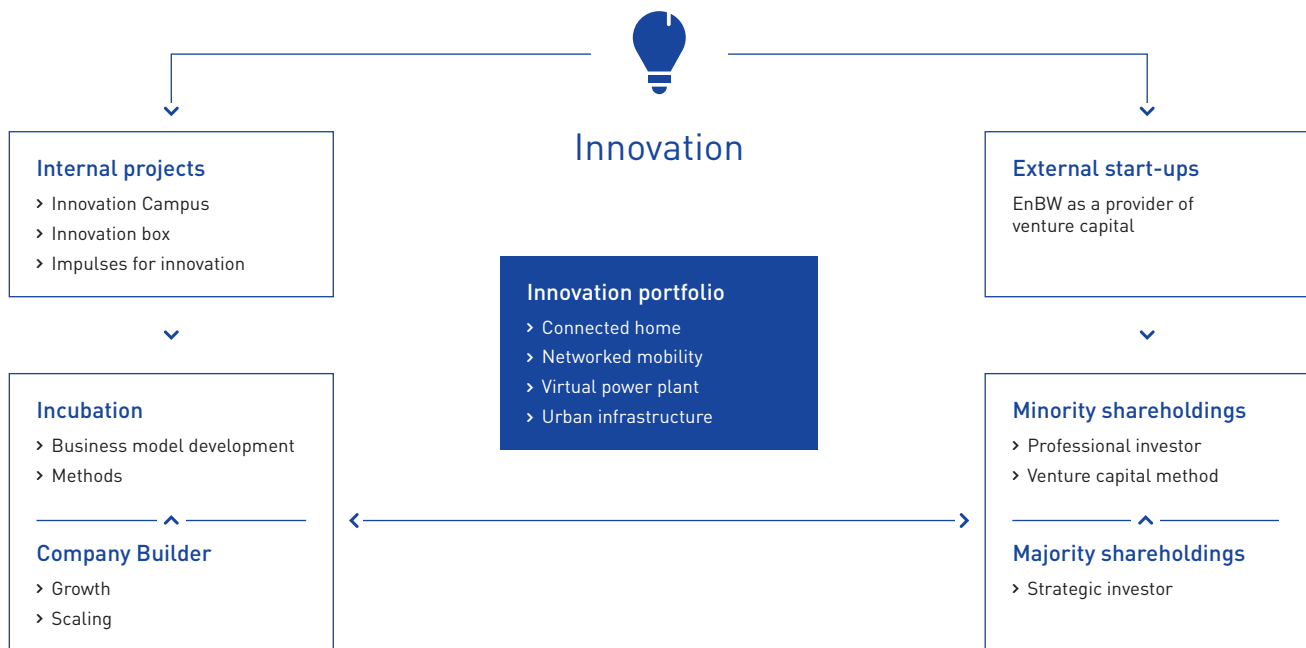 Innovation
Internal projects
› Innovation Campus
› Innovation box
› Impulses for innovation
External start-ups
EnBW as a provider of
venture capital
Innovation portfolio
› Connected home
› Networked mobility
› Virtual power plant
› Urban infrastructure
Incubation
› Business model development
› Methods
Company Builder
› Growth
› Scaling
Minority shareholdings
› Professional investor
› Venture capital method
Majority shareholdings
› Strategic investor